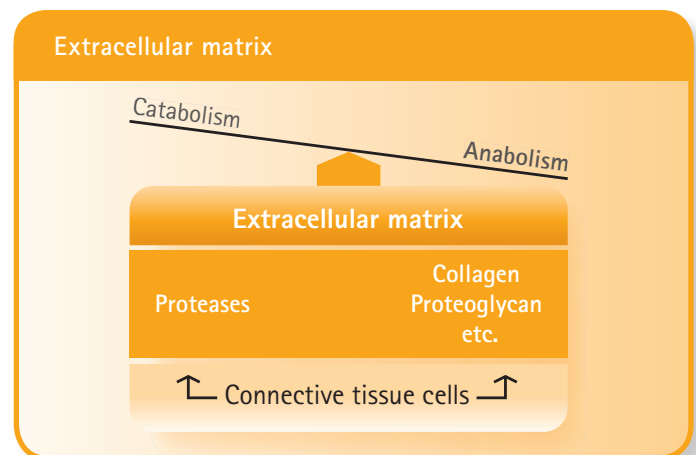 Extracellular matrix
Catabolism
Anabolism
Extracellular matrix
Proteases
Collagen
Proteoglycan
etc.
Connective tissue cells